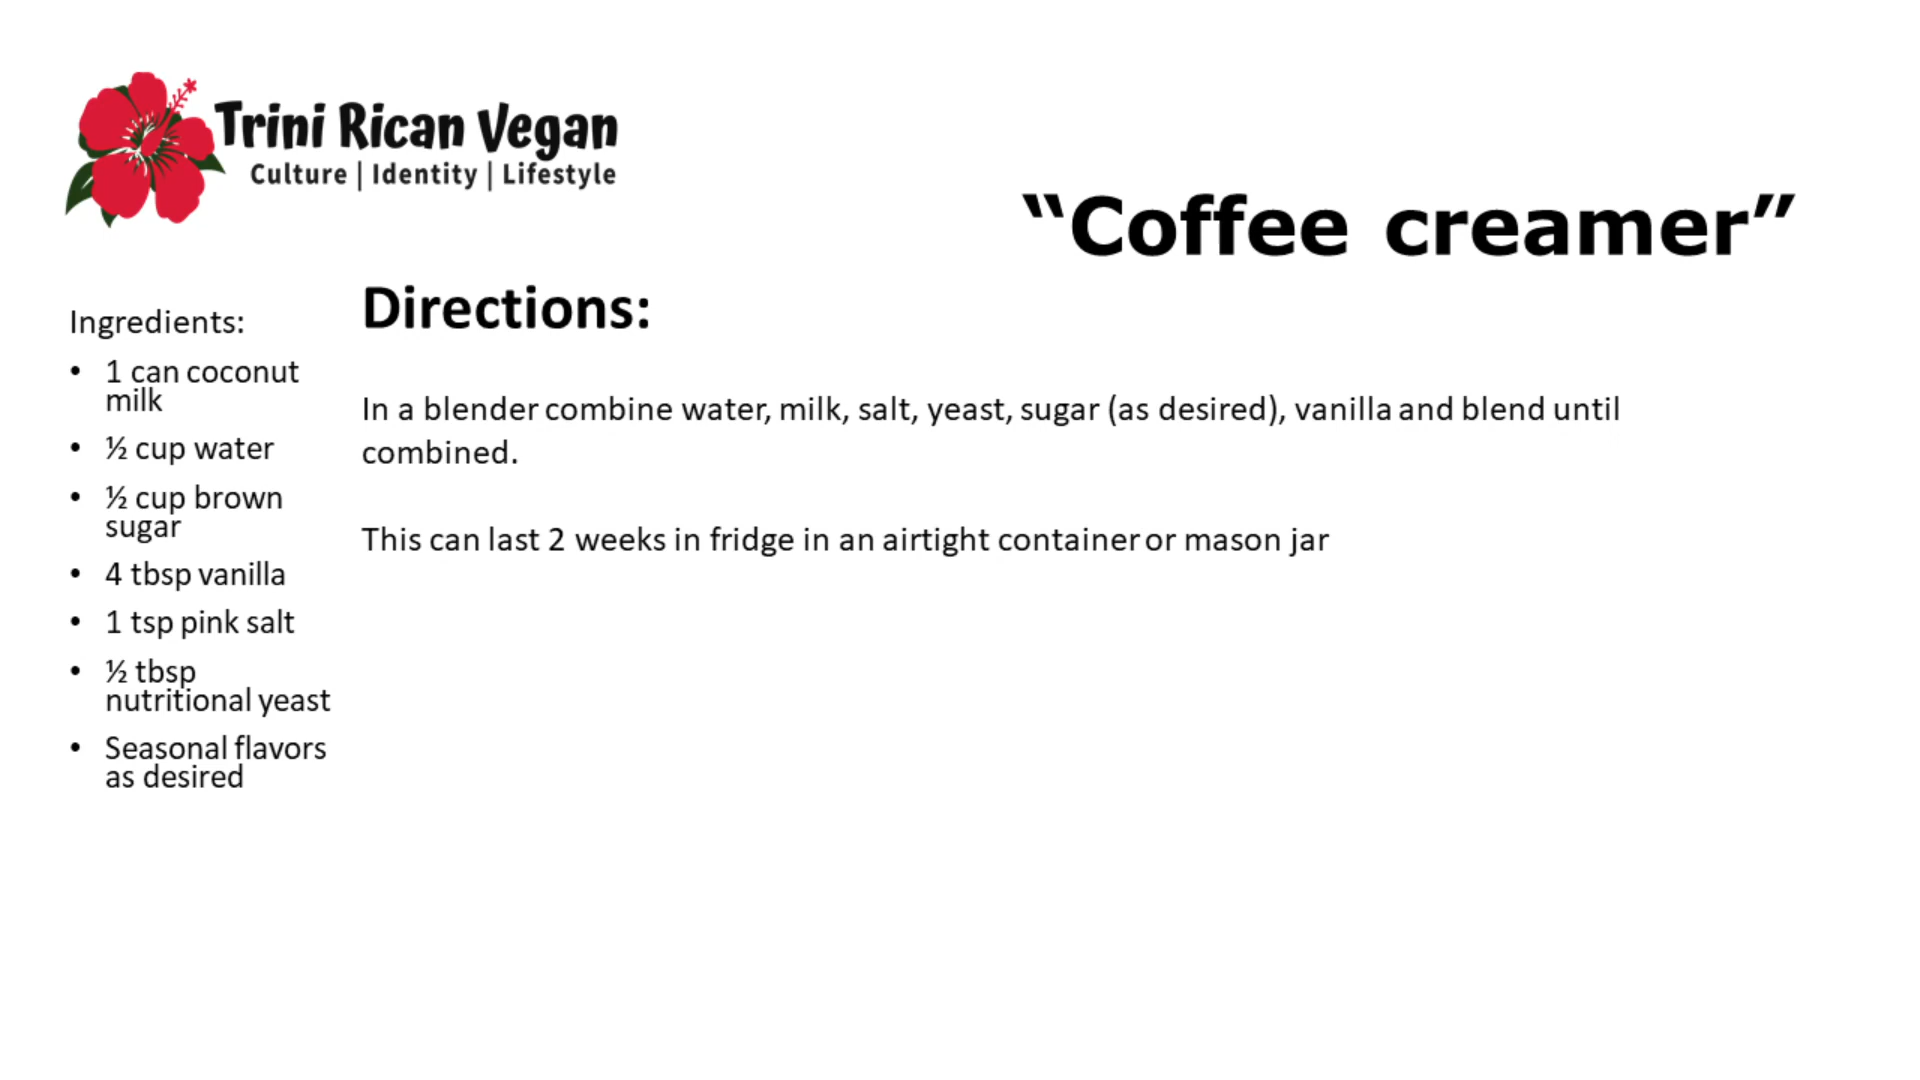 Trini Rican Vegan
Culture | Identity | Lifestyle
“Coffee creamer”
Ingredients:
• 1 can coconut
milk
• ½ cup water
• ½ cup brown
sugar
• 4 tbsp vanilla
• 1 tsp pink salt
• ½ tbsp
nutritional yeast
• Seasonal flavors
as desired
Directions:
In a blender combine water, milk, salt, yeast, sugar (as desired), vanilla and blend until
combined.
This can last 2 weeks in fridge in an airtight container or mason jar